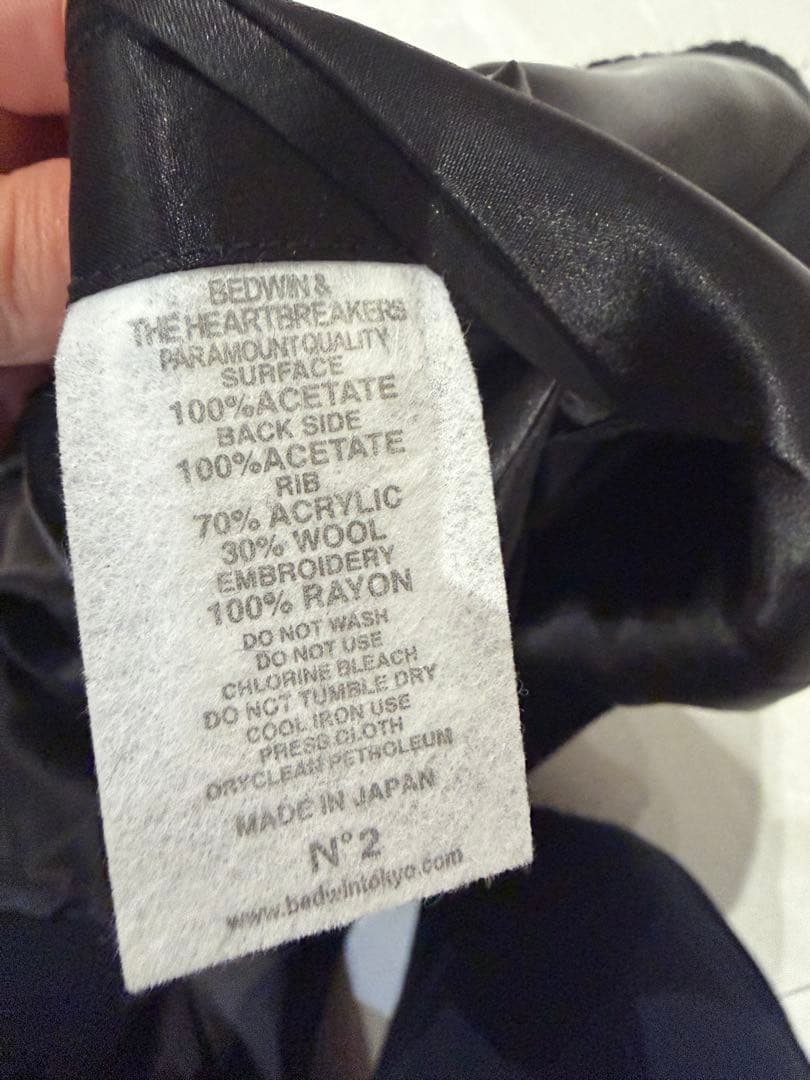 BEDWIN &
THE HEARTBREAKERS
PARAMOUNT QUALITY
SURFACE
100% ACETATE
BACK SIDE
100% ACETATE
RIB
70% ACRYLIC
30% WOOL
EMBROIDERY
100% RAYON
DO NOT WASH
DO NOT USE
CHLORINE BLEACH
DO NOT TUMBLE DRY
COOL IRON USE
PRESS CLOTH
DRYCLEAN PETROLEUM
MADE IN JAPAN
N°2
www.bedwintokyo.com